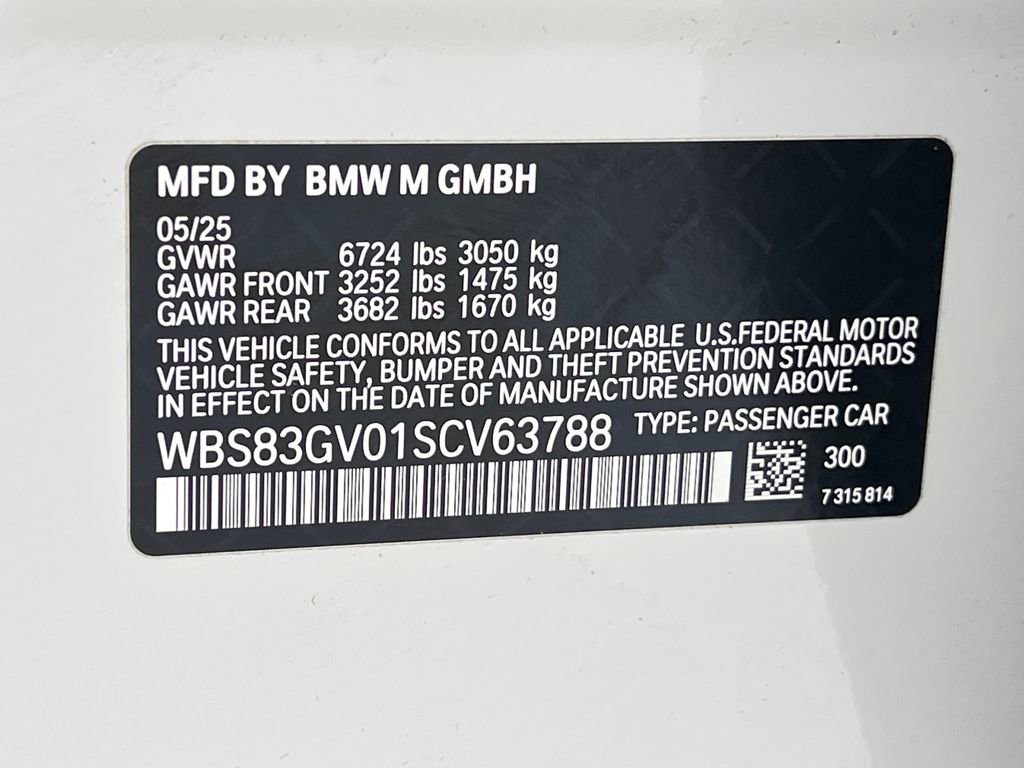 MFD BY BMW M GMBH
05/25
GVWR 6724 lbs 3050 kg
GAWR FRONT 3252 lbs 1475 kg
GAWR REAR 3682 lbs 1670 kg
THIS VEHICLE CONFORMS TO ALL APPLICABLE U.S.FEDERAL MOTOR
VEHICLE SAFETY, BUMPER AND THEFT PREVENTION STANDARDS
IN EFFECT ON THE DATE OF MANUFACTURE SHOWN ABOVE.
WBS83GV01SCV63788 TYPE: PASSENGER CAR
300
7 315 814